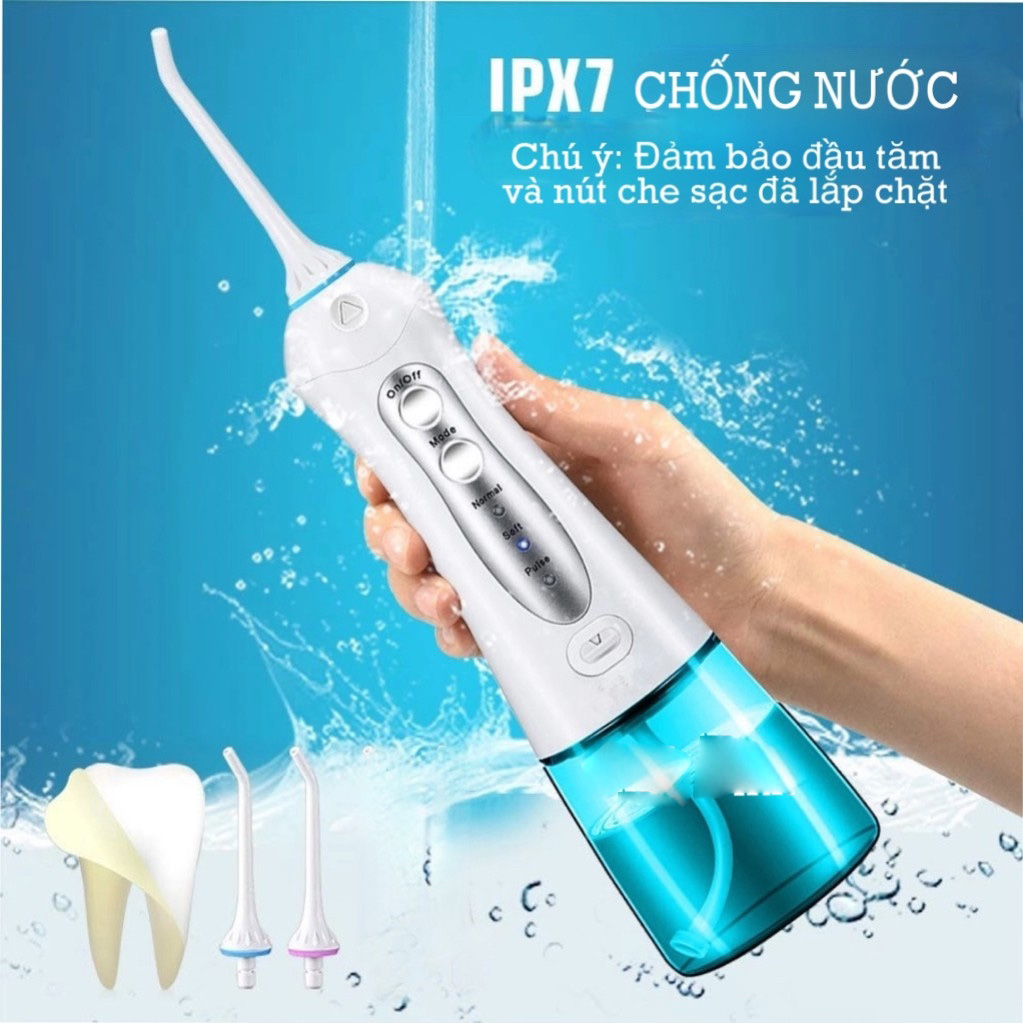 IPX7 CHỐNG NƯỚC
Chú ý: Đảm bảo đầu tăm
và nút che sạc đã lắp chặt
On/Off
Mode
Normal
Soft
Pulse